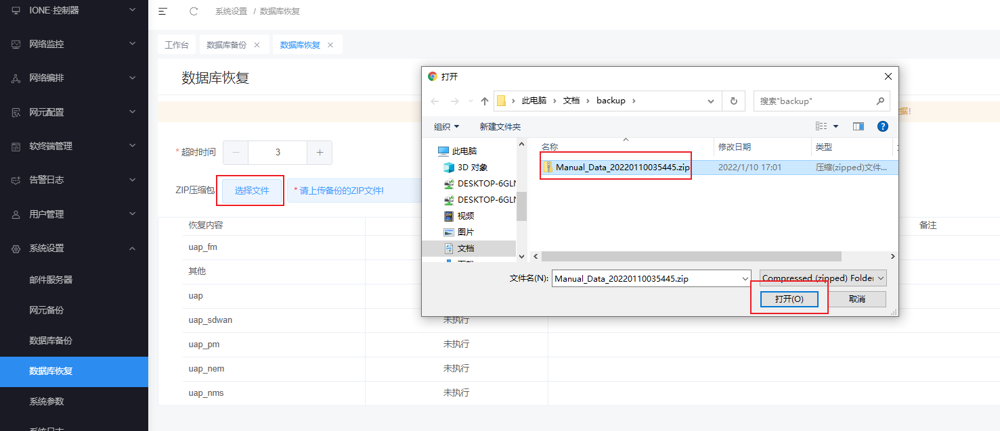 IONE·控制器
网络监控
网络编排
网元配置
软终端管理
告警日志
用户管理
系统设置
邮件服务器
网元备份
数据库备份
数据库恢复
系统参数
系统日志
系统设置 / 数据库恢复
工作台 数据库备份 × 数据库恢复 ×
数据库恢复
据!
* 超时时间 — 3 +
ZIP压缩包 选择文件 * 请上传备份的ZIP文件!
恢复内容 备注
uap_fm
其他
uap
uap_sdwan 未执行
uap_pm 未执行
uap_nem 未执行
uap_nms 未执行
打开
此电脑 › 文档 › backup ›
搜索"backup"
组织 新建文件夹
此电脑
3D 对象
DESKTOP-6GLN
DESKTOP-6GLN
视频
图片
文档
名称 修改日期 类型
Manual_Data_20220110035445.zip 2022/1/10 17:01 压缩(zipped)文件...
文件名(N): Manual_Data_20220110035445.zip Compressed (zipped) Folder
打开(O) 取消